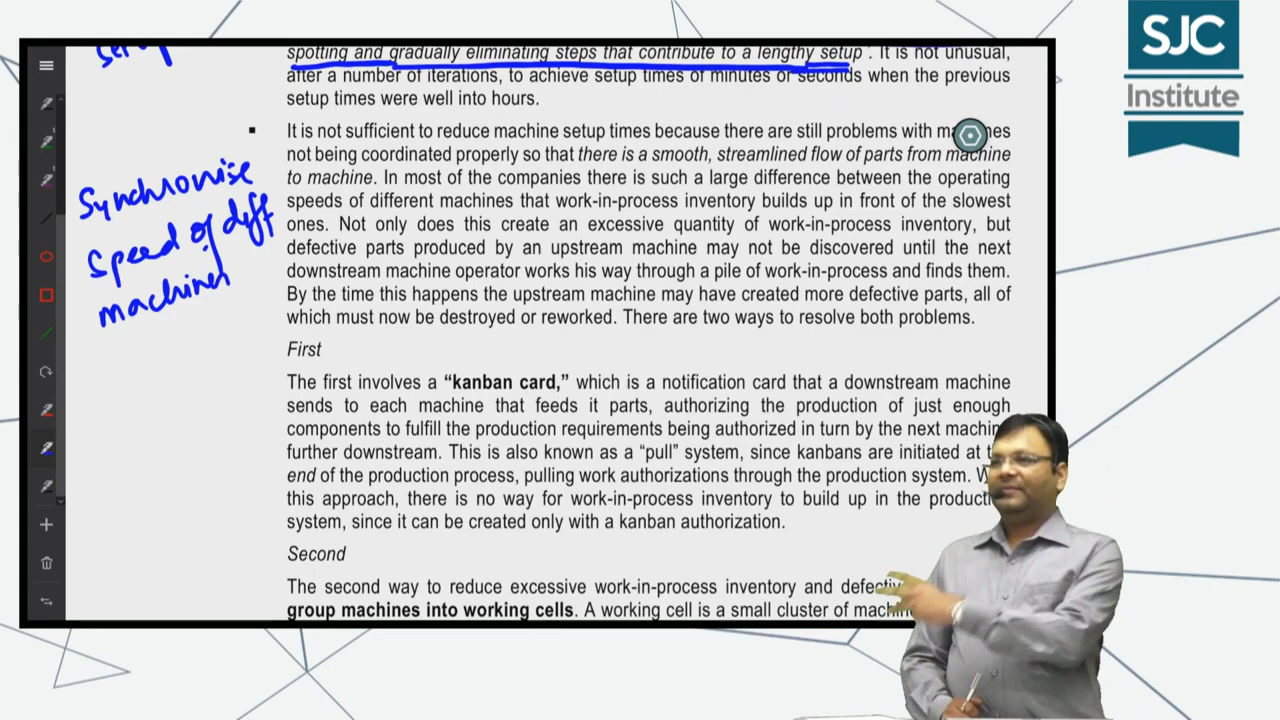 SJC
Institute
spotting and gradually eliminating steps that contribute to a lengthy setup". It is not unusual,
after a number of iterations, to achieve setup times of minutes or seconds when the previous
setup times were well into hours.
▪ It is not sufficient to reduce machine setup times because there are still problems with
not being coordinated properly so that there is a smooth, streamlined flow of parts from machine
to machine. In most of the companies there is such a large difference between the operating
speeds of different machines that work-in-process inventory builds up in front of the slowest
ones. Not only does this create an excessive quantity of work-in-process inventory, but
defective parts produced by an upstream machine may not be discovered until the next
downstream machine operator works his way through a pile of work-in-process and finds them.
By the time this happens the upstream machine may have created more defective parts, all of
which must now be destroyed or reworked. There are two ways to resolve both problems.
Synchronise
speed of diff
machines
First
The first involves a “kanban card,” which is a notification card that a downstream machine
sends to each machine that feeds it parts, authorizing the production of just enough
components to fulfill the production requirements being authorized in turn by the next machin
further downstream. This is also known as a “pull” system, since kanbans are initiated at
end of the production process, pulling work authorizations through the production system.
this approach, there is no way for work-in-process inventory to build up in the product
system, since it can be created only with a kanban authorization.
Second
The second way to reduce excessive work-in-process inventory and
group machines into working cells. A working cell is a small cluster of